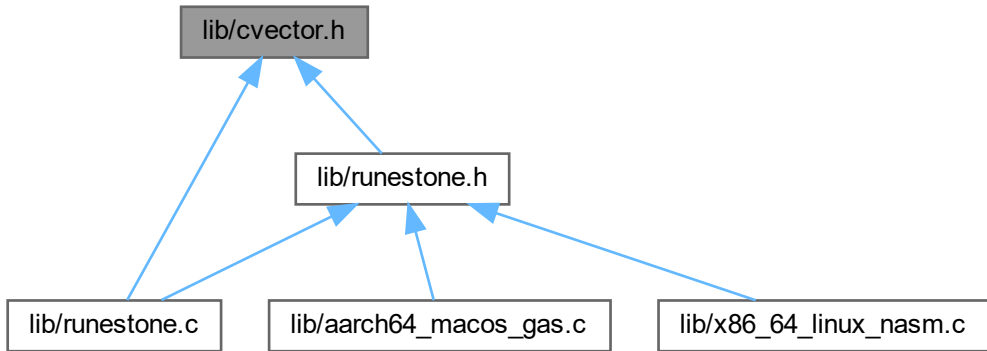 lib/cvector.h
lib/runestone.h
lib/runestone.c
lib/aarch64_macos_gas.c
lib/x86_64_linux_nasm.c